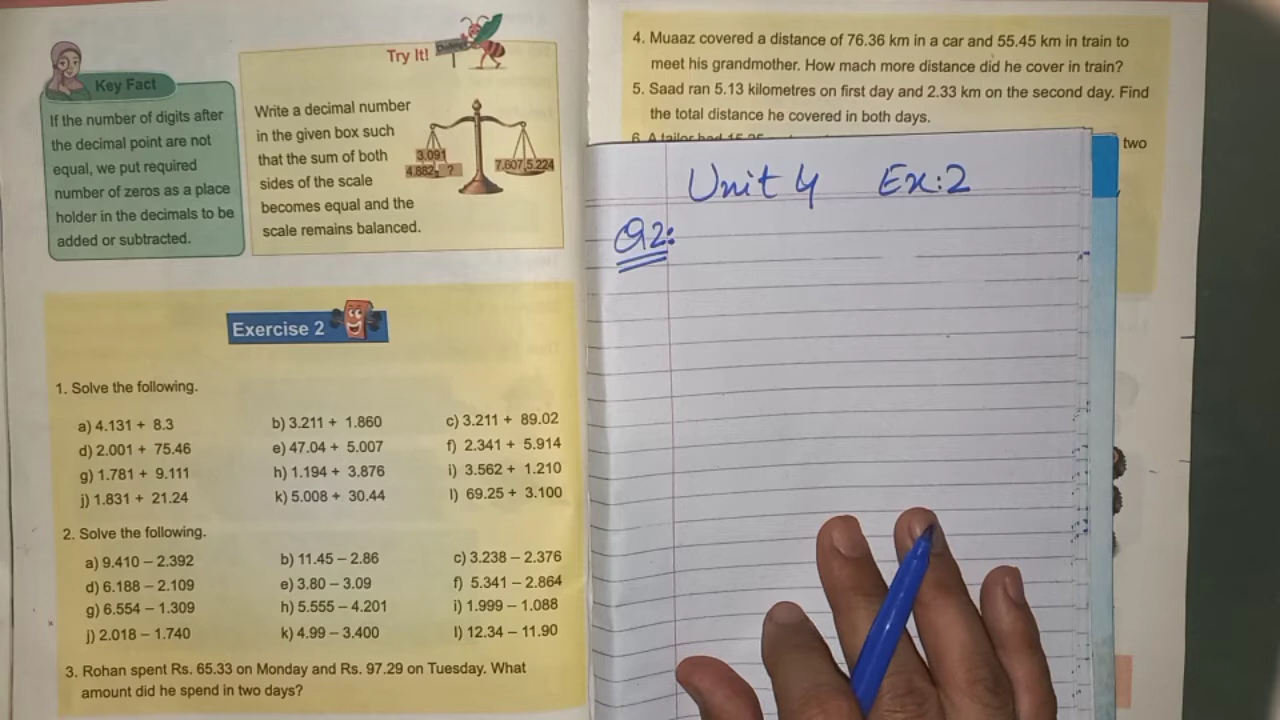 Key Fact
If the number of digits after
the decimal point are not
equal, we put required
number of zeros as a place
holder in the decimals to be
added or subtracted.
Try It!
Write a decimal number
in the given box such
that the sum of both
sides of the scale
becomes equal and the
scale remains balanced.
3.091
4.882, ?
7.607,5.224
Exercise 2
1. Solve the following.
a) 4.131 + 8.3
b) 3.211 + 1.860
c) 3.211 + 89.02
d) 2.001 + 75.46
e) 47.04 + 5.007
f) 2.341 + 5.914
g) 1.781 + 9.111
h) 1.194 + 3.876
i) 3.562 + 1.210
j) 1.831 + 21.24
k) 5.008 + 30.44
l) 69.25 + 3.100
2. Solve the following.
a) 9.410 – 2.392
b) 11.45 – 2.86
c) 3.238 – 2.376
d) 6.188 – 2.109
e) 3.80 – 3.09
f) 5.341 – 2.864
g) 6.554 – 1.309
h) 5.555 – 4.201
i) 1.999 – 1.088
j) 2.018 – 1.740
k) 4.99 – 3.400
l) 12.34 – 11.90
3. Rohan spent Rs. 65.33 on Monday and Rs. 97.29 on Tuesday. What
amount did he spend in two days?
4. Muaaz covered a distance of 76.36 km in a car and 55.45 km in train to
meet his grandmother. How mach more distance did he cover in train?
5. Saad ran 5.13 kilometres on first day and 2.33 km on the second day. Find
the total distance he covered in both days.
6. A tailor had
two
Unit 4 Ex:2
Q2: